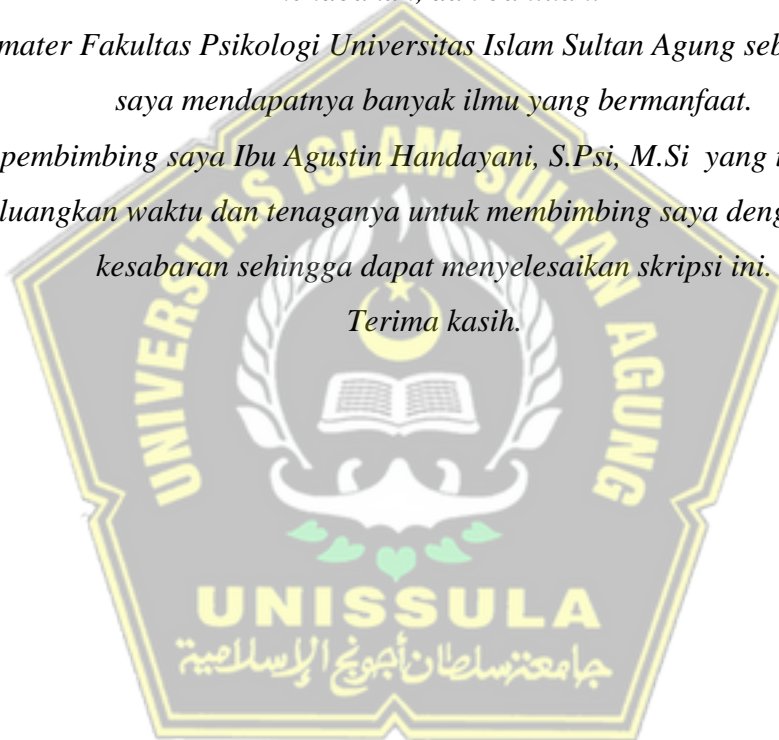 mater Fakultas Psikologi Universitas Islam Sultan Agung seb
saya mendapatnya banyak ilmu yang bermanfaat.
pembimbing saya Ibu Agustin Handayani, S.Psi, M.Si yang
luangkan waktu dan tenaganya untuk membimbing saya deng
kesabaran sehingga dapat menyelesaikan skripsi ini.
Terima kasih.
UNIVERSITAS ISLAM SULTAN AGUNG
UNISSULA
جامعة سلطان أجونج الإسلامية